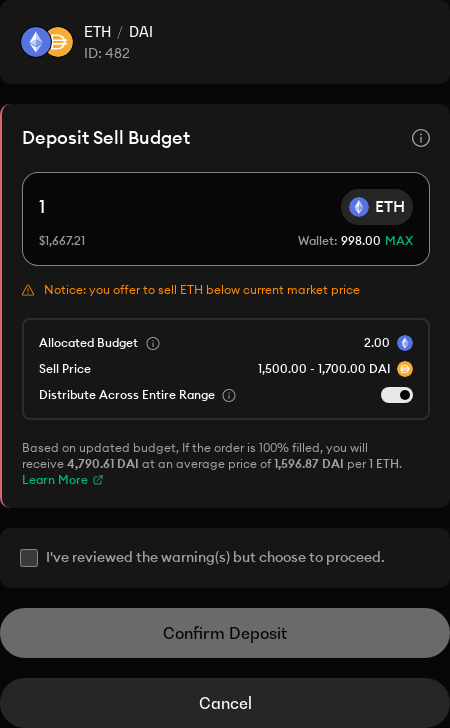 ETH / DAI
ID: 482
Deposit Sell Budget
1
ETH
$1,667.21
Wallet: 998.00 MAX
Notice: you offer to sell ETH below current market price
Allocated Budget
2.00
Sell Price
1,500.00 - 1,700.00 DAI
Distribute Across Entire Range
Based on updated budget, If the order is 100% filled, you will
receive 4,790.61 DAI at an average price of 1,596.87 DAI per 1 ETH.
Learn More
I've reviewed the warning(s) but choose to proceed.
Confirm Deposit
Cancel